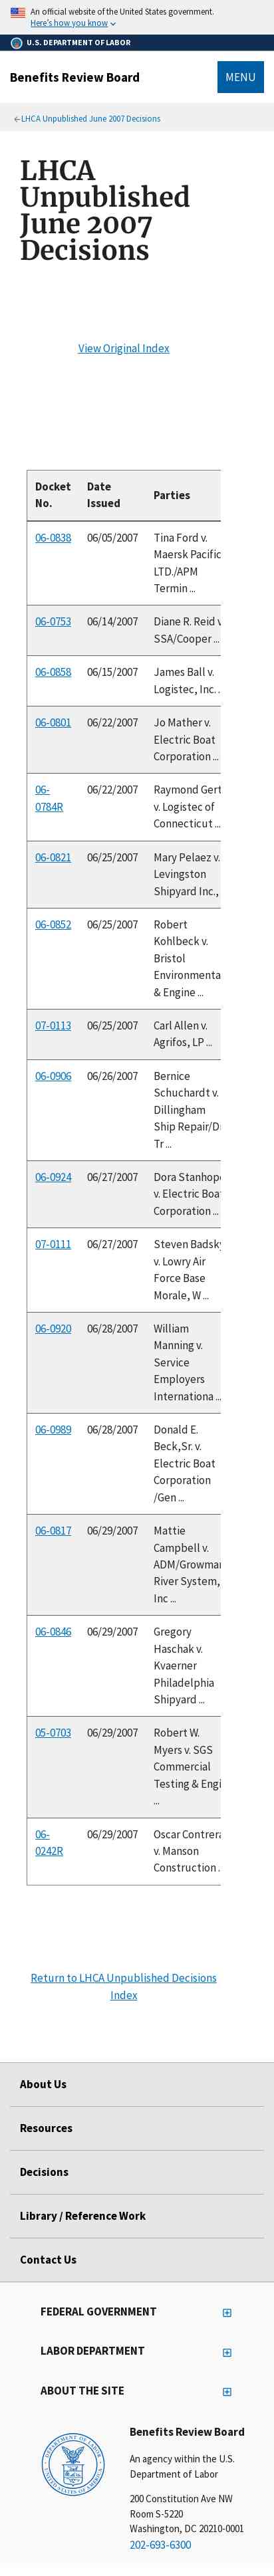 An official website of the United States government.
Here's how you know
U.S. DEPARTMENT OF LABOR
Benefits Review Board
MENU
LHCA Unpublished June 2007 Decisions
LHCA
Unpublished
June 2007
Decisions
View Original Index
Docket No. Date Issued Parties
06-0838 06/05/2007 Tina Ford v.
Maersk Pacific
LTD./APM
Termin ...
06-0753 06/14/2007 Diane R. Reid v
SSA/Cooper ...
06-0858 06/15/2007 James Ball v.
Logistec, Inc. .
06-0801 06/22/2007 Jo Mather v.
Electric Boat
Corporation ...
06- 06/22/2007 Raymond Gert
0784R v. Logistec of
Connecticut ...
06-0821 06/25/2007 Mary Pelaez v.
Levingston
Shipyard Inc.,
06-0852 06/25/2007 Robert
Kohlbeck v.
Bristol
Environmenta
& Engine ...
07-0113 06/25/2007 Carl Allen v.
Agrifos, LP ...
06-0906 06/26/2007 Bernice
Schuchardt v.
Dillingham
Ship Repair/D
Tr ...
06-0924 06/27/2007 Dora Stanhope
v. Electric Boat
Corporation ...
07-0111 06/27/2007 Steven Badsky
v. Lowry Air
Force Base
Morale, W ...
06-0920 06/28/2007 William
Manning v.
Service
Employers
Internationa ...
06-0989 06/28/2007 Donald E.
Beck,Sr. v.
Electric Boat
Corporation
/Gen ...
06-0817 06/29/2007 Mattie
Campbell v.
ADM/Growmar
River System,
Inc ...
06-0846 06/29/2007 Gregory
Haschak v.
Kvaerner
Philadelphia
Shipyard ...
05-0703 06/29/2007 Robert W.
Myers v. SGS
Commercial
Testing & Engi
...
06- 06/29/2007 Oscar Contrera
0242R v. Manson
Construction .
Return to LHCA Unpublished Decisions
Index
About Us
Resources
Decisions
Library / Reference Work
Contact Us
FEDERAL GOVERNMENT
LABOR DEPARTMENT
ABOUT THE SITE
Benefits Review Board
An agency within the U.S.
Department of Labor
200 Constitution Ave NW
Room S-5220
Washington, DC 20210-0001
202-693-6300